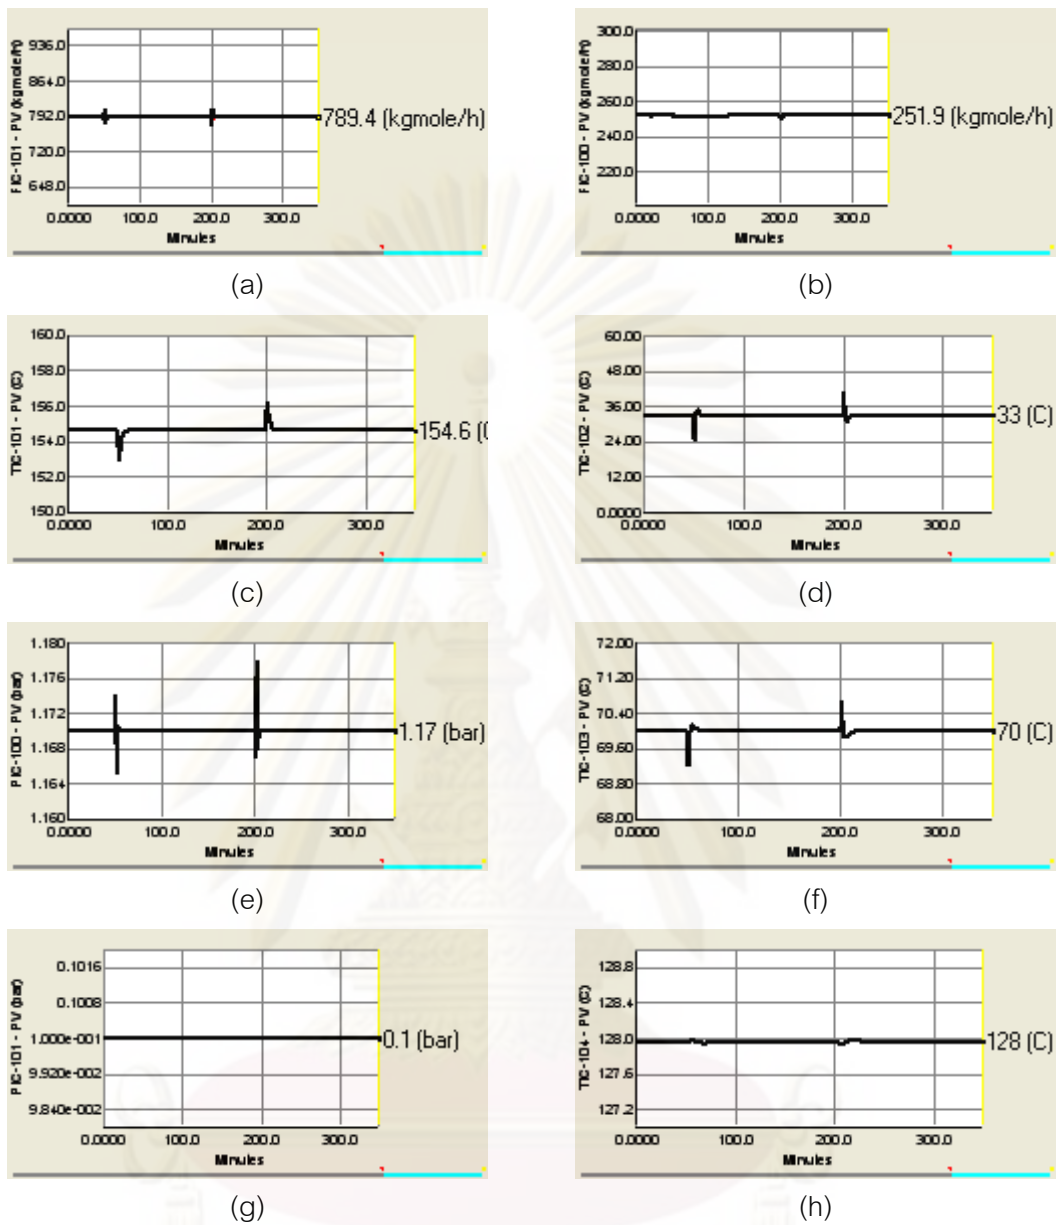 FIC-101 - PV (kgmole/h)
936.0
864.0
792.0
720.0
648.0
789.4 (kgmole/h)
0.0000 100.0 200.0 300.0
Minutes
(a)
FIC-100 - PV (kgmole/h)
300.0
280.0
260.0
240.0
220.0
251.9 (kgmole/h)
100.0 200.0 300.0
Minutes
(b)
TIC-101 - PV (C)
160.0
158.0
156.0
154.0
152.0
150.0
154.6 (
0.0000 100.0 200.0 300.0
Minutes
(c)
TIC-102 - PV (C)
60.00
48.00
36.00
24.00
12.00
0.0000
33 (C)
0.0000 100.0 200.0 300.0
Minutes
(d)
PIC-100 - PV (bar)
1.180
1.176
1.172
1.168
1.164
1.160
1.17 (bar)
0.0000 100.0 200.0 300.0
Minutes
(e)
TIC-103 - PV (C)
72.00
71.20
70.40
69.60
68.80
68.00
70 (C)
0.0000 100.0 200.0 300.0
Minutes
(f)
PIC-101 - PV (bar)
0.1016
0.1008
1.000e-001
9.920e-002
9.840e-002
0.1 (bar)
0.0000 100.0 200.0 300.0
Minutes
(g)
TIC-104 - PV (C)
128.8
128.4
128.0
127.6
127.2
128 (C)
0.0000 100.0 200.0 300.0
Minutes
(h)